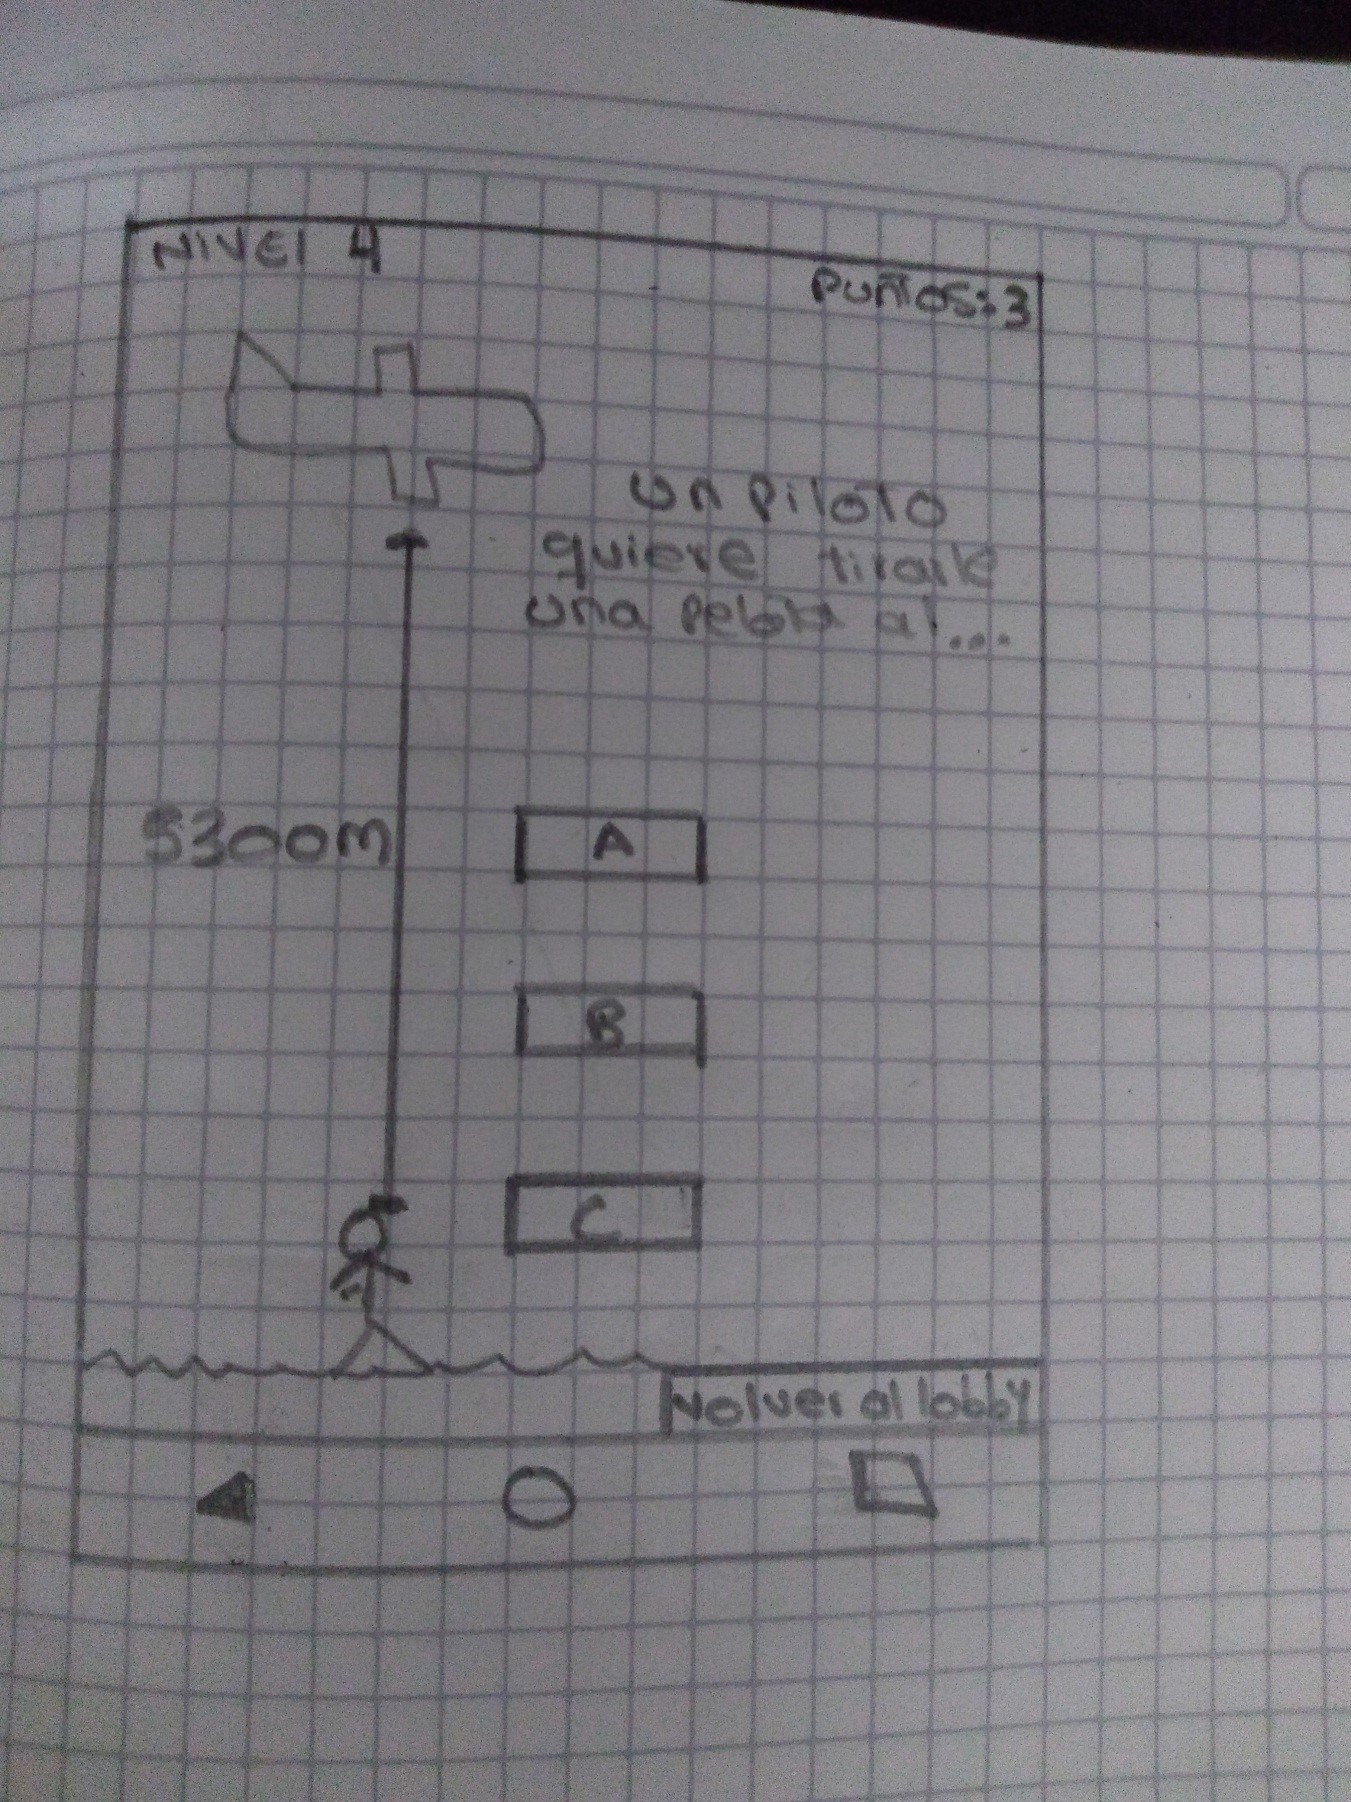 NIVEl 4
Puntos:3
un piloto
quiere tirarle
una pelota al...
5300m
A
B
C
Volver al lobby